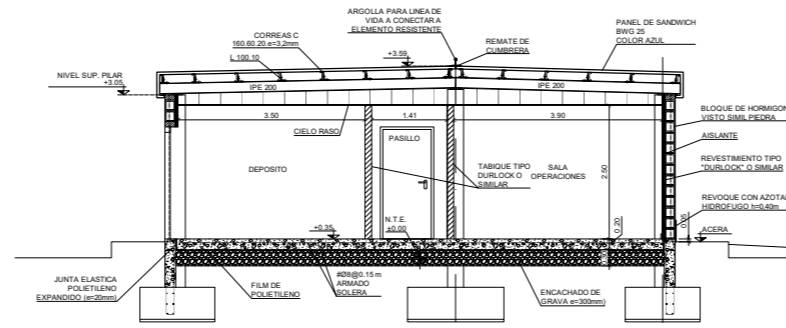 ARGOLLA PARA LINEA DE
VIDA A CONECTAR A
ELEMENTO RESISTENTE
CORREAS C
160.60.20.e=3,2mm
L 100.10
+3.59
REMATE DE
CUMBRERA
PANEL DE SANDWICH
BWG 25
COLOR AZUL
NIVEL SUP. PILAR
+3.05
IPE 200
IPE 200
3.50
1.41
3.90
CIELO RASO
PASILLO
BLOQUE DE HORMIGON
VISTO SIMIL PIEDRA
AISLANTE
REVESTIMIENTO TIPO
"DURLOCK" O SIMILAR
DEPOSITO
TABIQUE TIPO
DURLOCK O
SIMILAR
SALA
OPERACIONES
2.50
REVOQUE CON AZOTA
HIDROFUGO h=0,40m
+0.35
N.T.E.
±0.00
0.20
ACERA
JUNTA ELASTICA
POLIETILENO
EXPANDIDO (e=20mm)
FILM DE
POLIETILENO
#Ø8@0.15 m
ARMADO
SOLERA
ENCACHADO DE
GRAVA e=300mm)